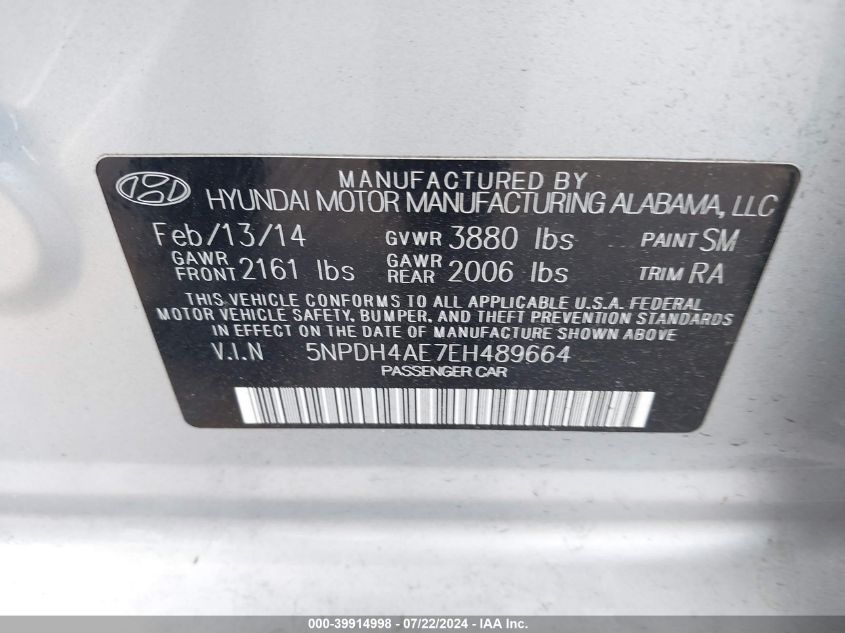 MANUFACTURED BY
HYUNDAI MOTOR MANUFACTURING ALABAMA, LLC
Feb/13/14 GVWR 3880 lbs PAINT SM
GAWR FRONT 2161 lbs GAWR REAR 2006 lbs TRIM RA
THIS VEHICLE CONFORMS TO ALL APPLICABLE U.S.A. FEDERAL
MOTOR VEHICLE SAFETY, BUMPER, AND THEFT PREVENTION STANDARDS
IN EFFECT ON THE DATE OF MANUFACTURE SHOWN ABOVE
V.I.N 5NPDH4AE7EH489664
PASSENGER CAR
000-39914998 - 07/22/2024 - IAA Inc.